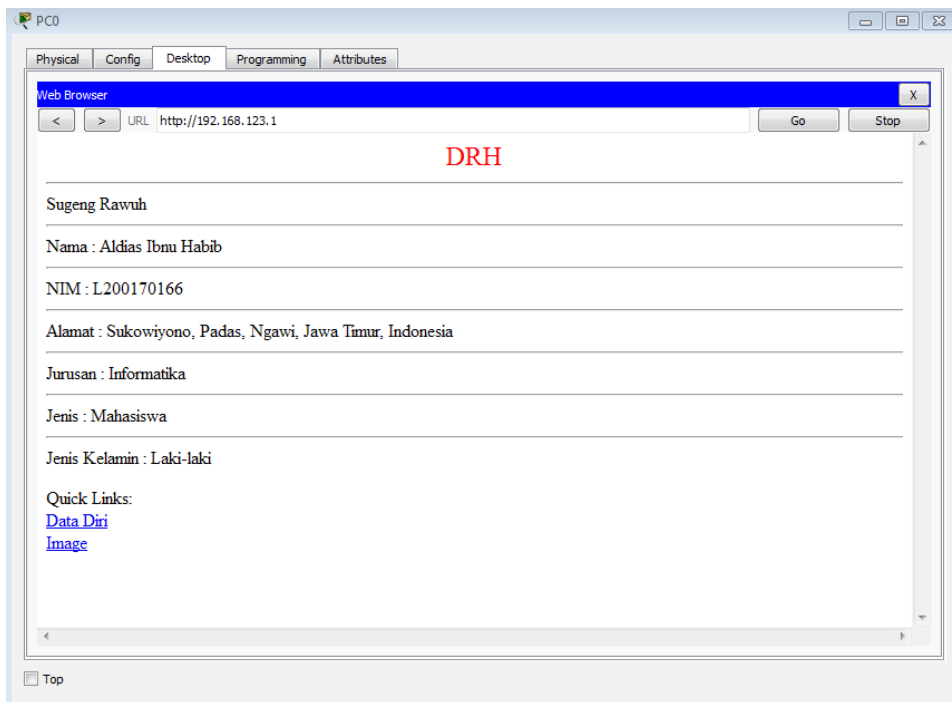 PC0
Physical Config Desktop Programming Attributes
Web Browser X
< > URL http://192.168.123.1 Go Stop
DRH
Sugeng Rawuh
Nama : Aldias Ibnu Habib
NIM : L200170166
Alamat : Sukowiyono, Padas, Ngawi, Jawa Timur, Indonesia
Jurusan : Informatika
Jenis : Mahasiswa
Jenis Kelamin : Laki-laki
Quick Links:
Data Diri
Image
Top